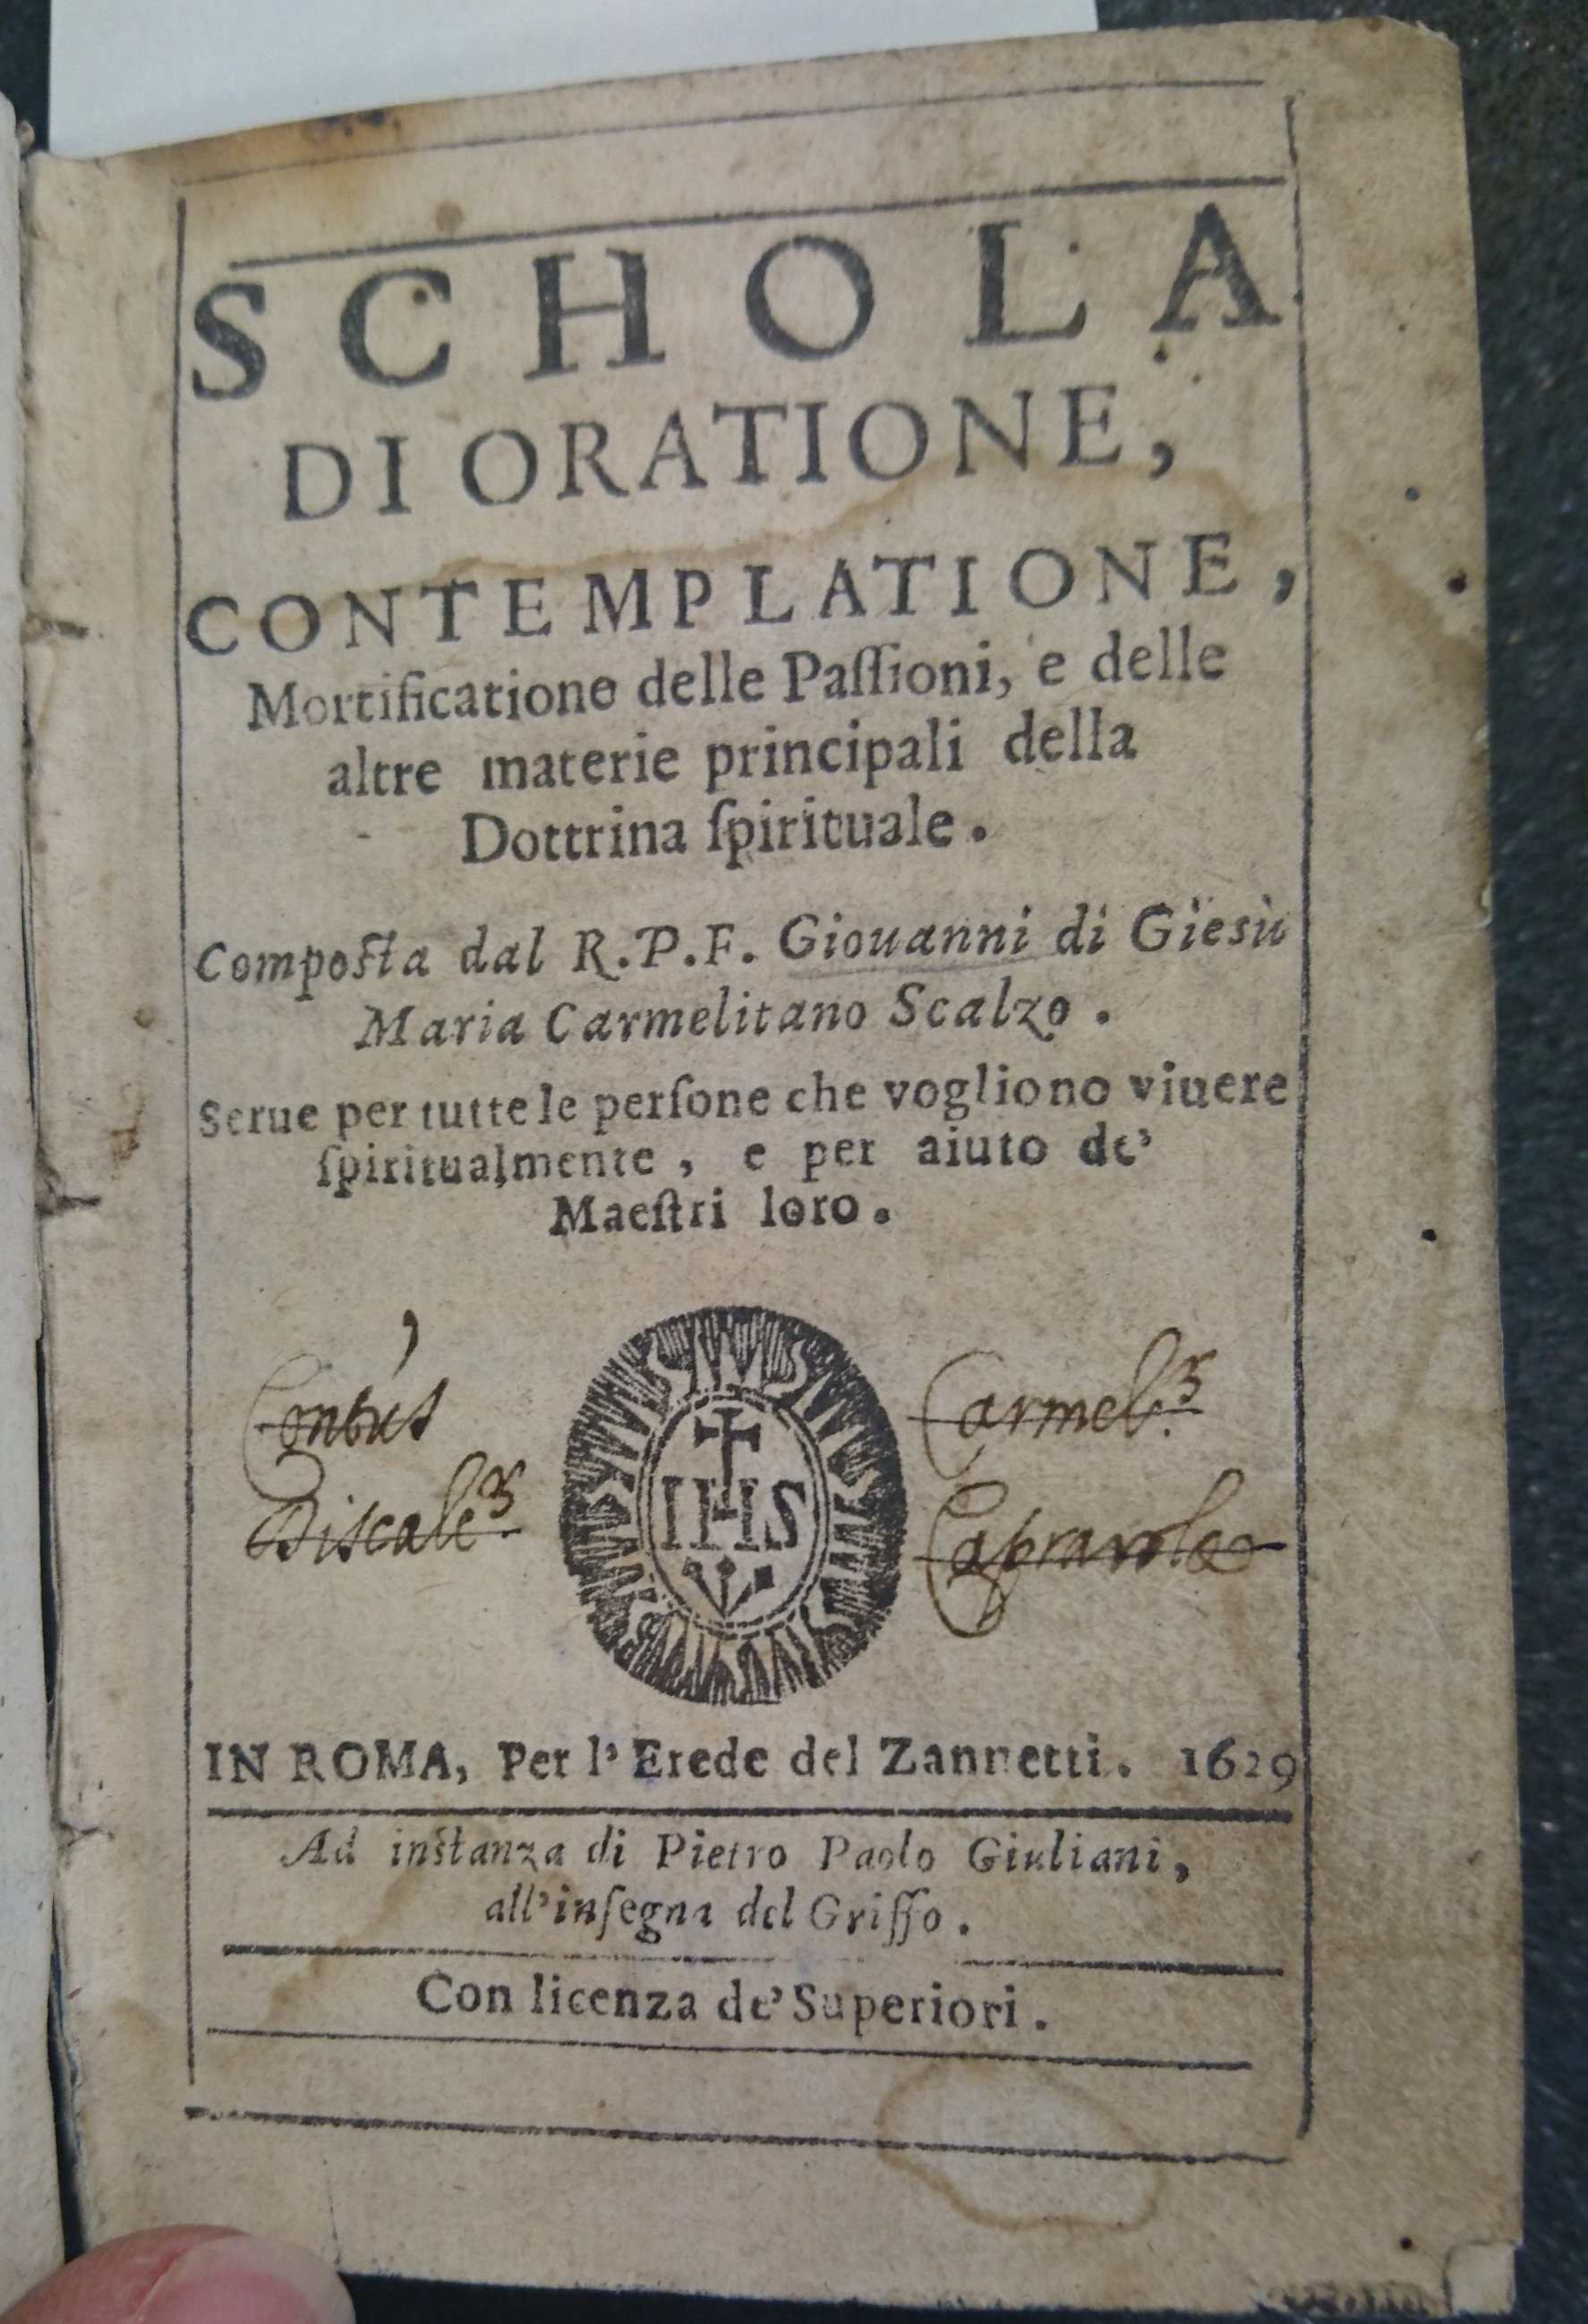 SCHOLA
DI ORATIONE,
CONTEMPLATIONE,
Mortificatione delle Paſſioni, e delle
altre materie principali della
Dottrina ſpirituale.
Compoſta dal R.P.F. Giouanni di Gieſù
Maria Carmelitano Scalzo.
Serue per tutte le perſone che vogliono viuere
ſpiritualmente, e per aiuto de'
Maeſtri loro.
Conbus Carmel.
Discalc.
Caprarolae
IHS
IN ROMA, Per l'Erede del Zannetti. 1629
Ad inſtanza di Pietro Paolo Giuliani,
all'inſegna del Griffo.
Con licenza de' Superiori.